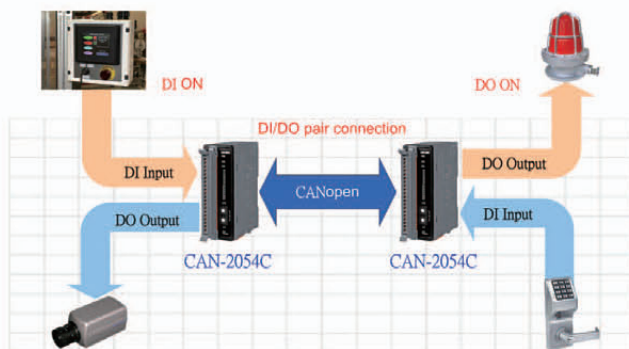 DI ON
DO ON
DI/DO pair connection
DI Input
DO Output
CANopen
DO Output
DI Input
CAN-2054C
CAN-2054C